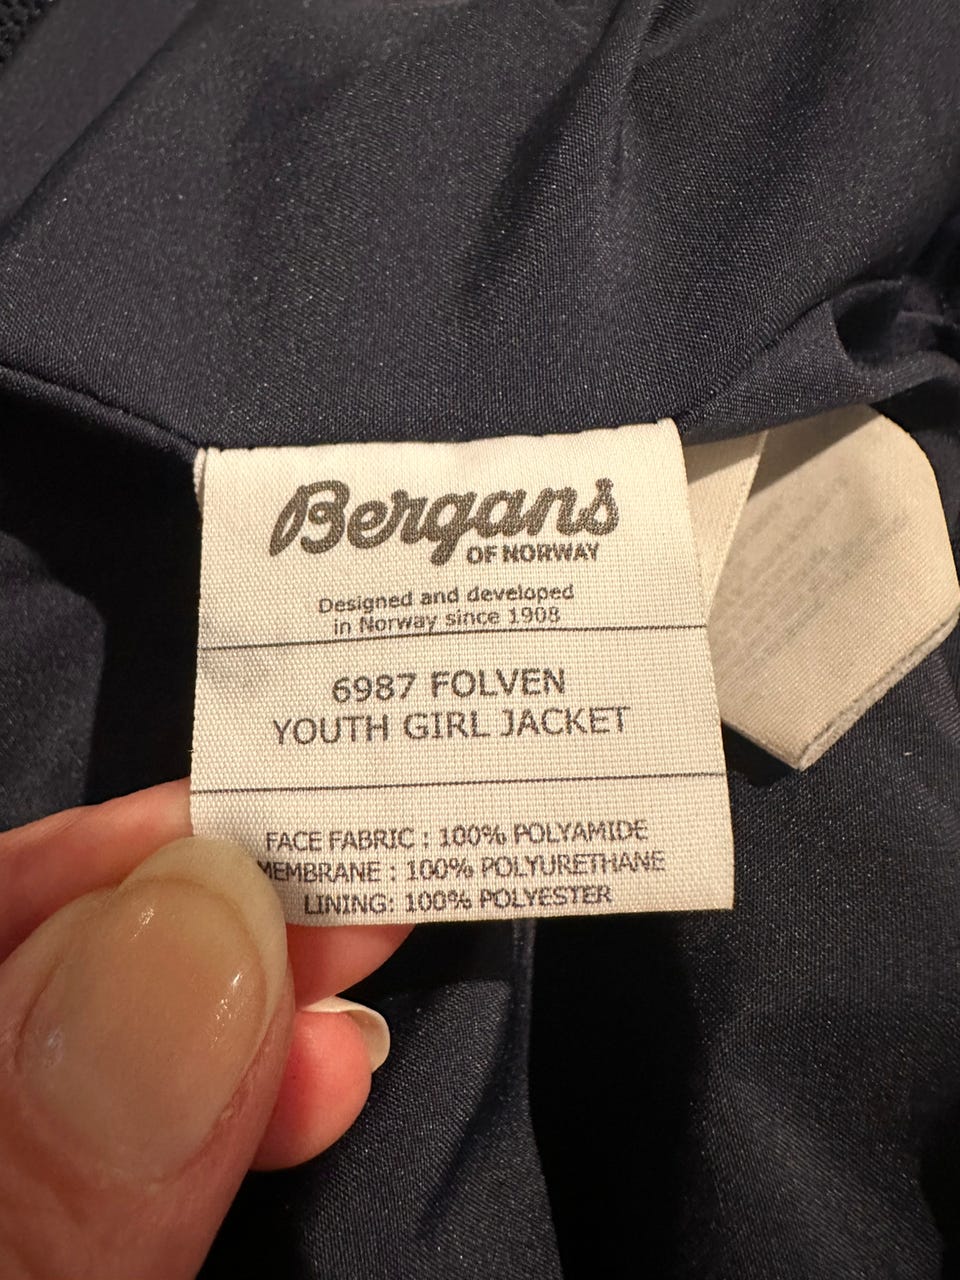 Bergans
OF NORWAY
Designed and developed
in Norway since 1908
6987 FOLVEN
YOUTH GIRL JACKET
FACE FABRIC : 100% POLYAMIDE
MEMBRANE : 100% POLYURETHANE
LINING: 100% POLYESTER